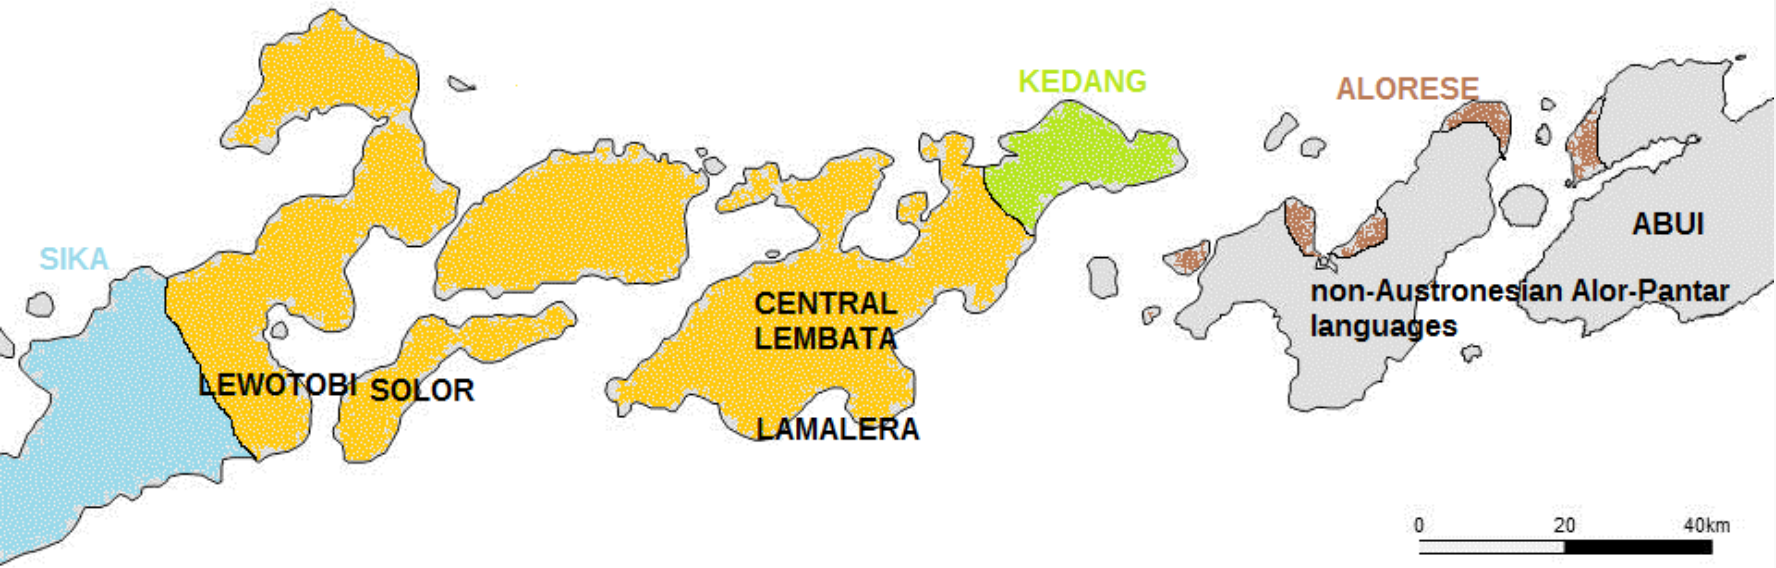 KEDANG
ALORESE
SIKA
ABUI
CENTRAL
LEMBATA
non-Austronesian Alor-Pantar
languages
LEWOTOBI
SOLOR
LAMALERA
0 20 40km